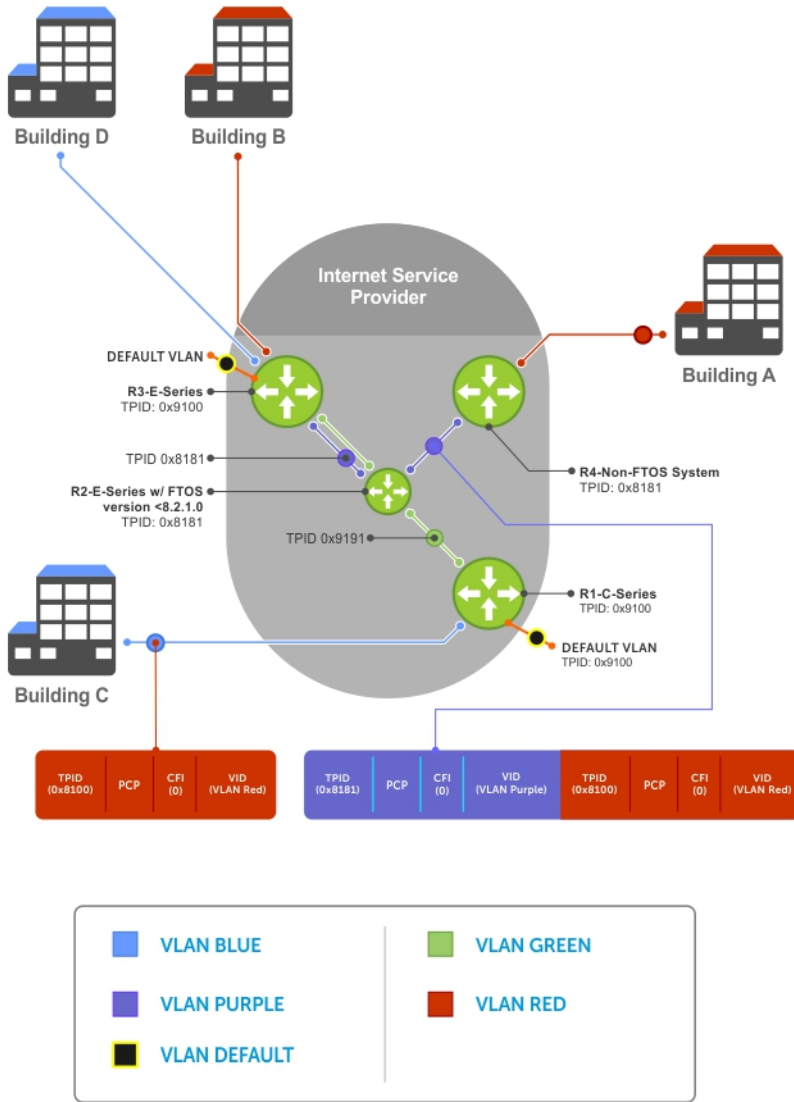 Building D
Building B
Internet Service
Provider
Building A
DEFAULT VLAN
R3-E-Series
TPID: 0x9100
TPID 0x8181
R4-Non-FTOS System
TPID: 0x8181
R2-E-Series w/ FTOS
version <8.2.1.0
TPID: 0x8181
TPID 0x9191
R1-C-Series
TPID: 0x9100
DEFAULT VLAN
TPID: 0x9100
Building C
TPID
(0x8100)
PCP
CFI
(0)
VID
(VLAN Red)
TPID
(0x8181)
PCP
CFI
(0)
VID
(VLAN Purple)
TPID
(0x8100)
PCP
CFI
(0)
VID
(VLAN Red)
VLAN BLUE
VLAN GREEN
VLAN PURPLE
VLAN RED
VLAN DEFAULT